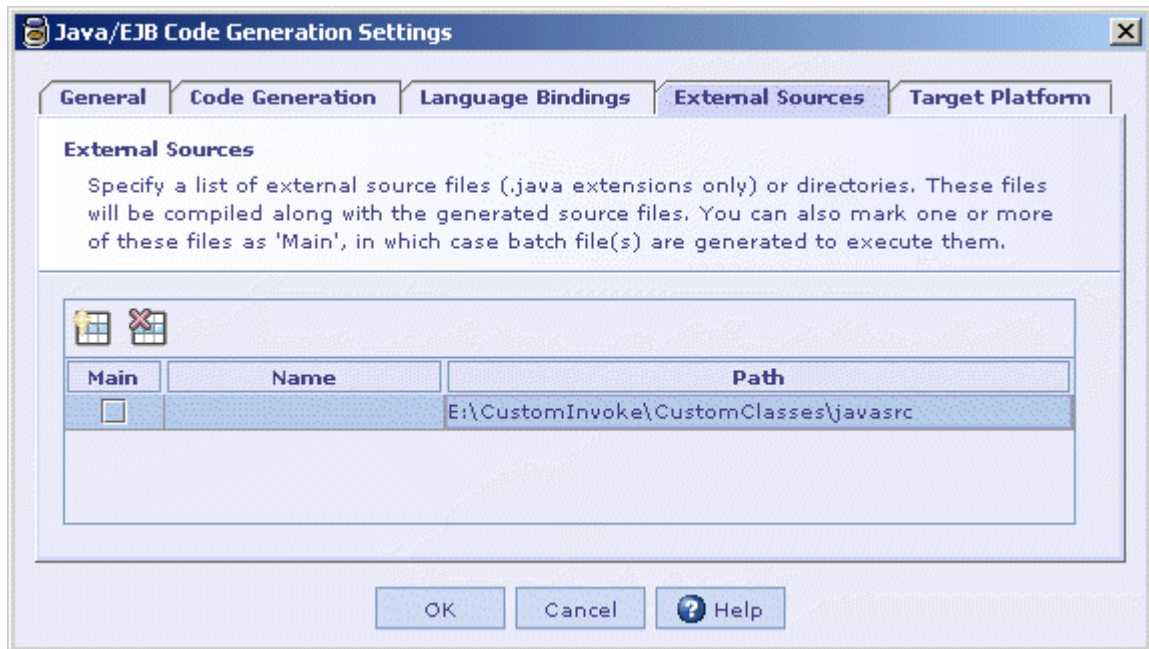 Java/EJB Code Generation Settings
General Code Generation Language Bindings External Sources Target Platform
External Sources
Specify a list of external source files (.java extensions only) or directories. These files
will be compiled along with the generated source files. You can also mark one or more
of these files as 'Main', in which case batch file(s) are generated to execute them.
Main Name Path
E:\CustomInvoke\CustomClasses\javasrc
OK Cancel Help